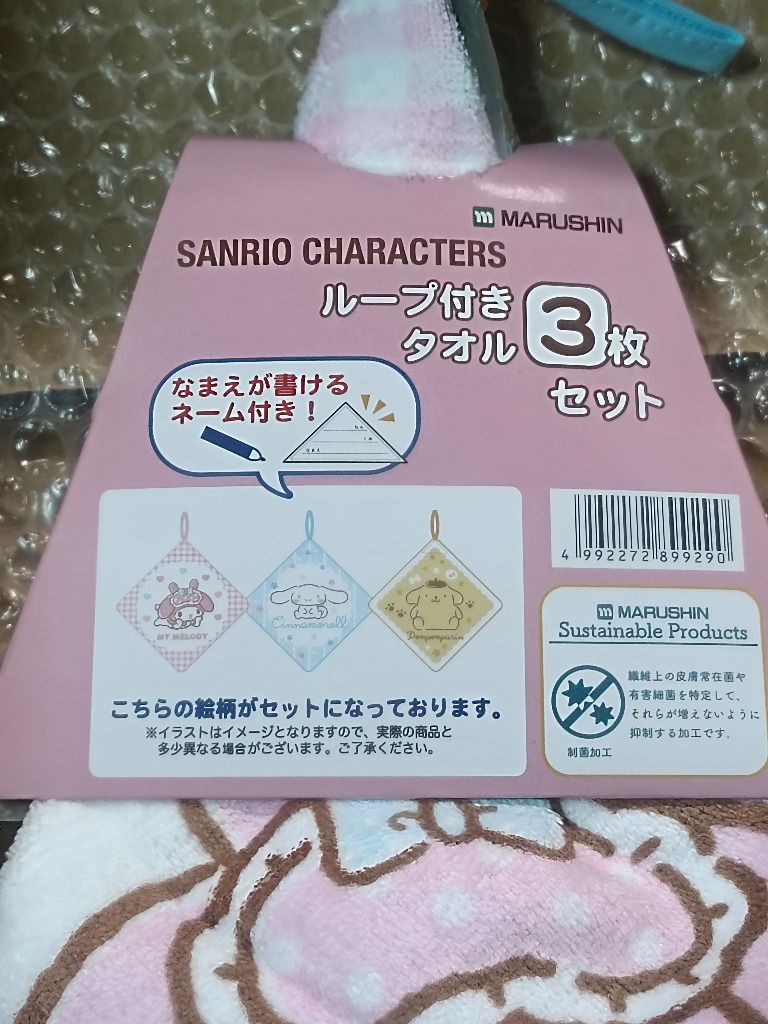 MARUSHIN
SANRIO CHARACTERS
ループ付き
タオル3枚
セット
なまえが書ける
ネーム付き！
なん
くみ
なまえ
MY MELODY
Cinnamoroll
Pompompurin
こちらの絵柄がセットになっております。
※イラストはイメージとなりますので、実際の商品と
多少異なる場合がございます。ご了承ください。
4 992272 899290
MARUSHIN
Sustainable Products
繊維上の皮膚常在菌や
有害細菌を特定して、
それらが増えないように
抑制する加工です。
制菌加工